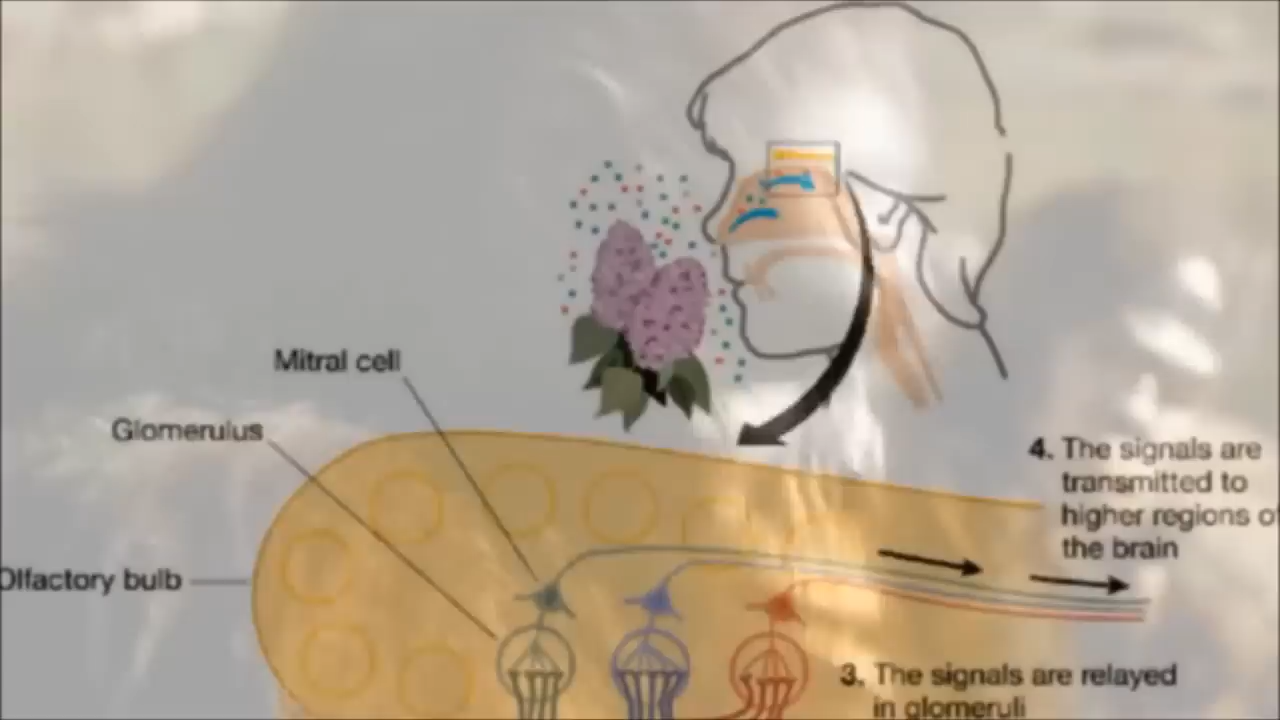 Mitral cell
Glomerulus
Olfactory bulb
4. The signals are
transmitted to
higher regions of
the brain
3. The signals are relayed
in glomeruli